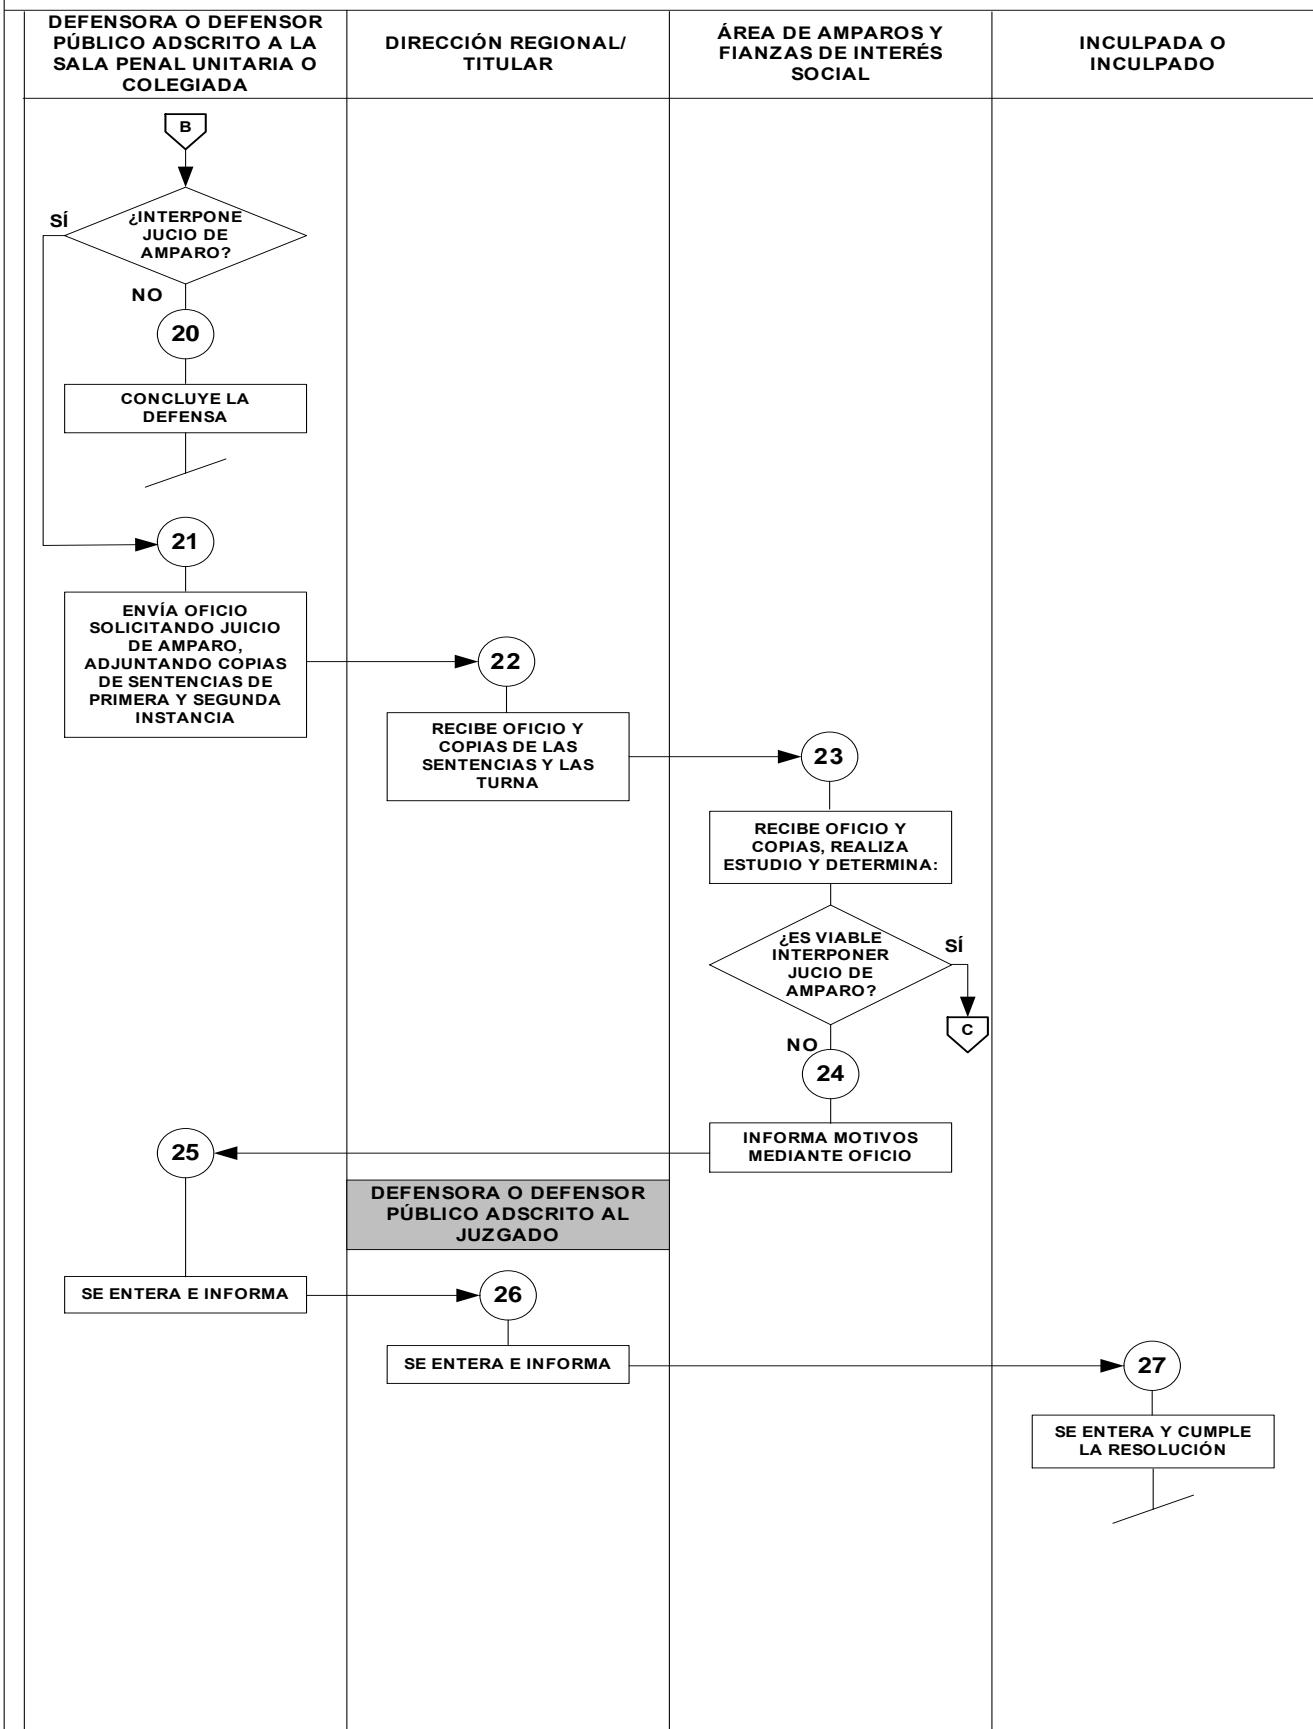 DEFENSORA O DEFENSOR
PÚBLICO ADSCRITO A LA
SALA PENAL UNITARIA O
COLEGIADA
DIRECCIÓN REGIONAL/
TITULAR
ÁREA DE AMPAROS Y
FIANZAS DE INTERÉS
SOCIAL
INCULPADA O
INCULPADO
B
¿INTERPONE
JUCIO DE
AMPARO?
SÍ
NO
20
CONCLUYE LA
DEFENSA
21
ENVÍA OFICIO
SOLICITANDO JUICIO
DE AMPARO,
ADJUNTANDO COPIAS
DE SENTENCIAS DE
PRIMERA Y SEGUNDA
INSTANCIA
22
RECIBE OFICIO Y
COPIAS DE LAS
SENTENCIAS Y LAS
TURNA
23
RECIBE OFICIO Y
COPIAS, REALIZA
ESTUDIO Y DETERMINA:
¿ES VIABLE
INTERPONER
JUCIO DE
AMPARO?
SÍ
C
NO
24
INFORMA MOTIVOS
MEDIANTE OFICIO
25
DEFENSORA O DEFENSOR
PÚBLICO ADSCRITO AL
JUZGADO
SE ENTERA E INFORMA
26
SE ENTERA E INFORMA
27
SE ENTERA Y CUMPLE
LA RESOLUCIÓN